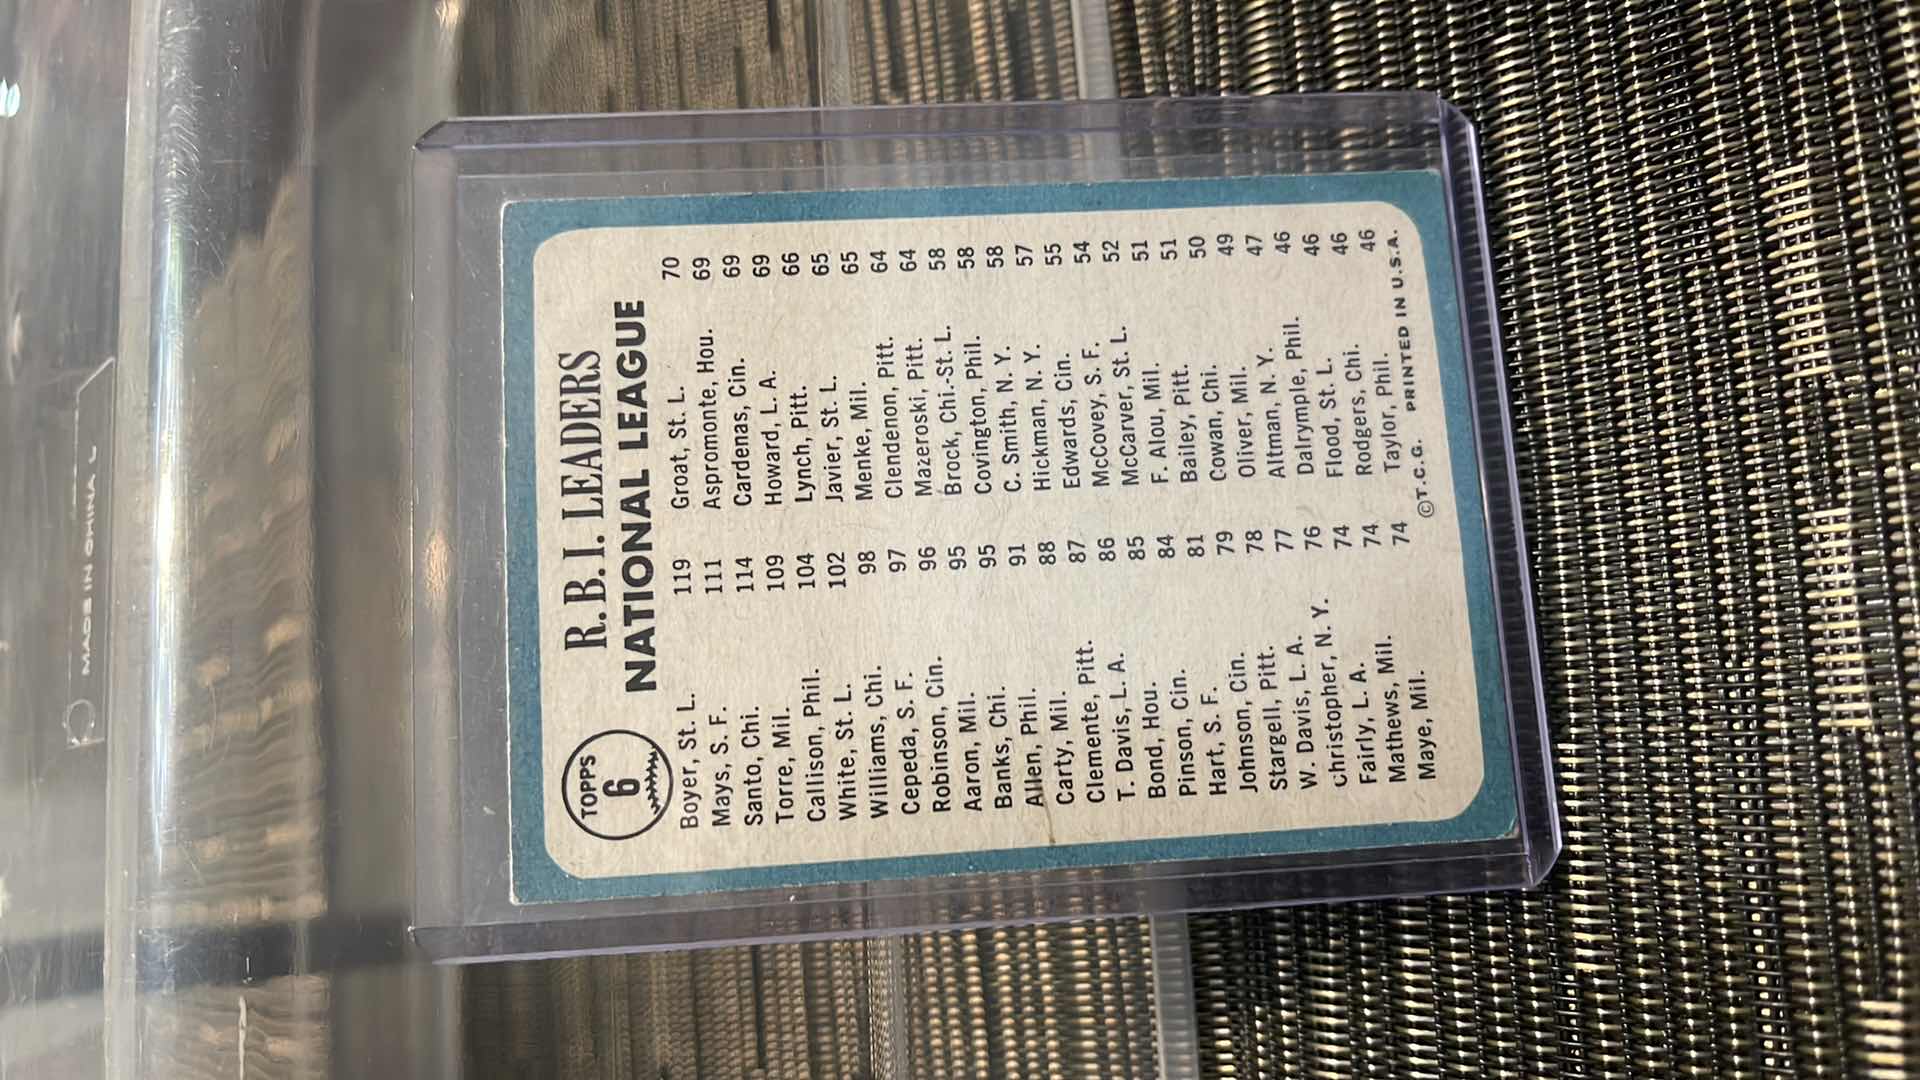 TOPPS
6
R.B.I. LEADERS
NATIONAL LEAGUE
Boyer, St. L. 119 Groat, St. L. 70
Mays, S. F. 111 Aspromonte, Hou. 69
Santo, Chi. 114 Cardenas, Cin. 69
Torre, Mil. 109 Howard, L. A. 69
Callison, Phil. 104 Lynch, Pitt. 66
White, St. L. 102 Javier, St. L. 65
Williams, Chi. 98 Menke, Mil. 65
Cepeda, S. F. 97 Clendenon, Pitt. 64
Robinson, Cin. 96 Mazeroski, Pitt. 64
Aaron, Mil. 95 Brock, Chi.-St. L. 58
Banks, Chi. 95 Covington, Phil. 58
Allen, Phil. 91 C. Smith, N. Y. 58
Carty, Mil. 88 Hickman, N. Y. 57
Clemente, Pitt. 87 Edwards, Cin. 55
T. Davis, L. A. 86 McCovey, S. F. 54
Bond, Hou. 85 McCarver, St. L. 52
Pinson, Cin. 84 F. Alou, Mil. 51
Hart, S. F. 81 Bailey, Pitt. 51
Johnson, Cin. 79 Cowan, Chi. 50
Stargell, Pitt. 78 Oliver, Mil. 49
W. Davis, L. A. 77 Altman, N. Y. 47
Christopher, N. Y. 76 Dalrymple, Phil. 46
Fairly, L. A. 74 Flood, St. L. 46
Mathews, Mil. 74 Rodgers, Chi. 46
Maye, Mil. 74 Taylor, Phil. 46
©T.C.G. PRINTED IN U.S.A.
MADE IN CHINA L